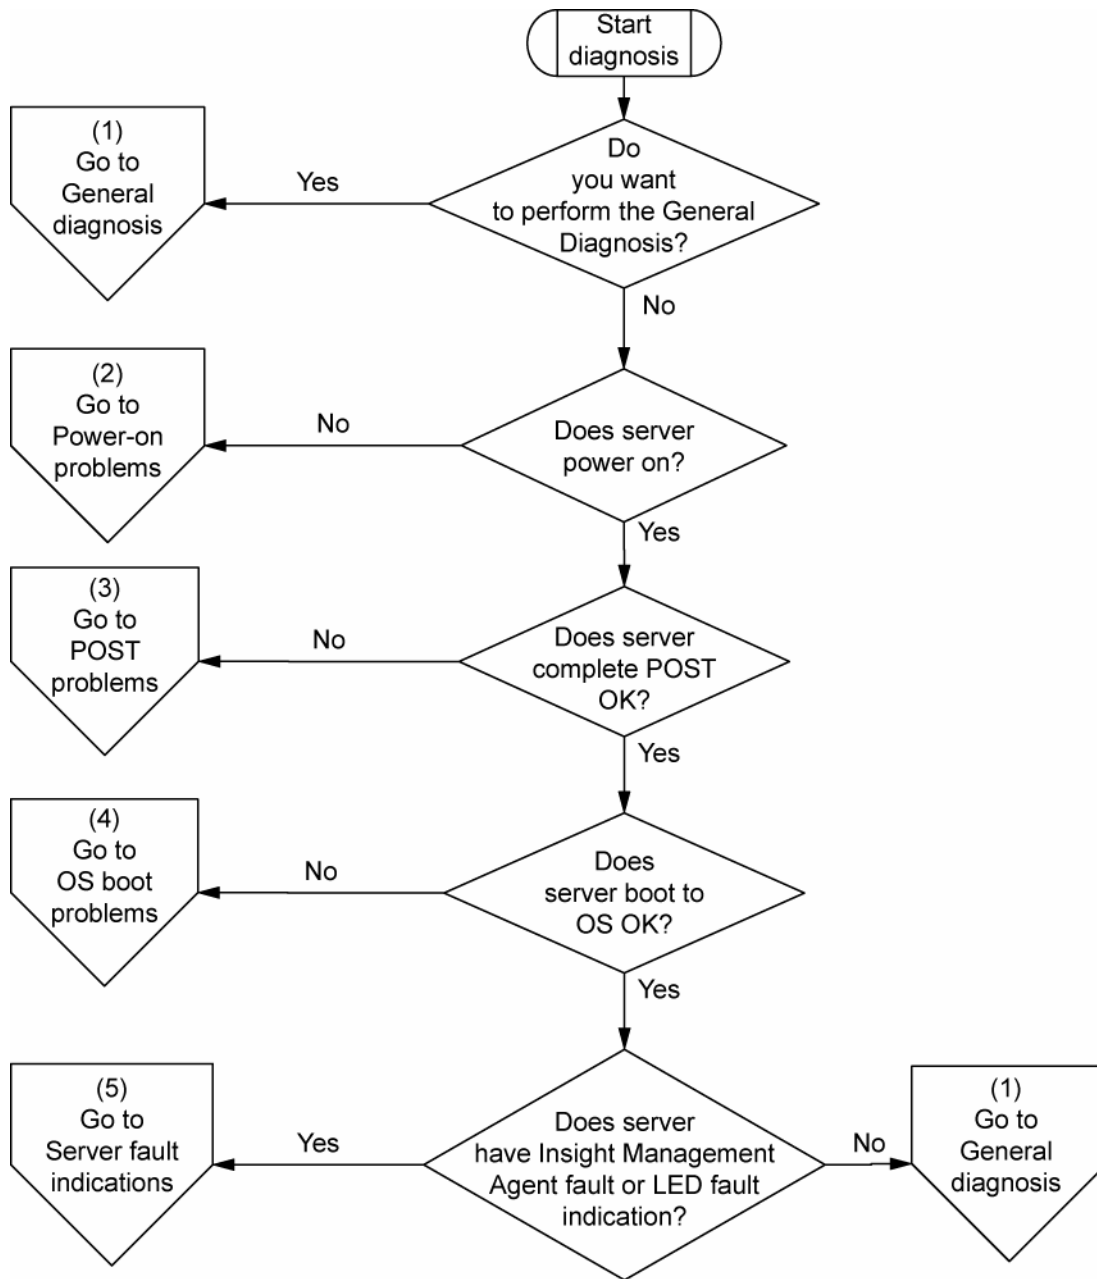 Start
diagnosis
Do
you want
to perform the General
Diagnosis?
Yes
(1)
Go to
General
diagnosis
No
Does server
power on?
No
(2)
Go to
Power-on
problems
Yes
Does server
complete POST
OK?
No
(3)
Go to
POST
problems
Yes
Does
server boot to
OS OK?
No
(4)
Go to
OS boot
problems
Yes
Does server
have Insight Management
Agent fault or LED fault
indication?
Yes
(5)
Go to
Server fault
indications
No
(1)
Go to
General
diagnosis